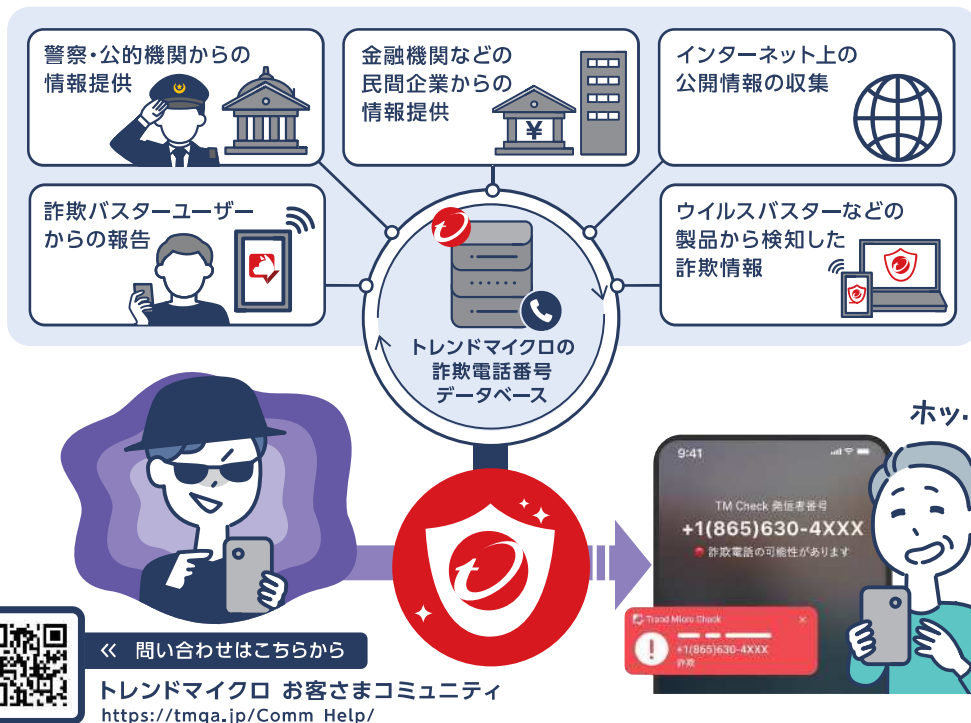 警察・公的機関からの
情報提供
金融機関などの
民間企業からの
情報提供
¥
インターネット上の
公開情報の収集
詐欺バスターユーザー
からの報告
ウイルスバスターなどの
製品から検知した
詐欺情報
トレンドマイクロの
詐欺電話番号
データベース
ホッ
9:41
TM Check 発信者番号
+1(865)630-4XXX
詐欺電話の可能性があります
Trend Micro Check
+1(865)630-4XXX
詐欺
≪ 問い合わせはこちらから
トレンドマイクロ お客さまコミュニティ
https://tmqa.jp/Comm_Help/